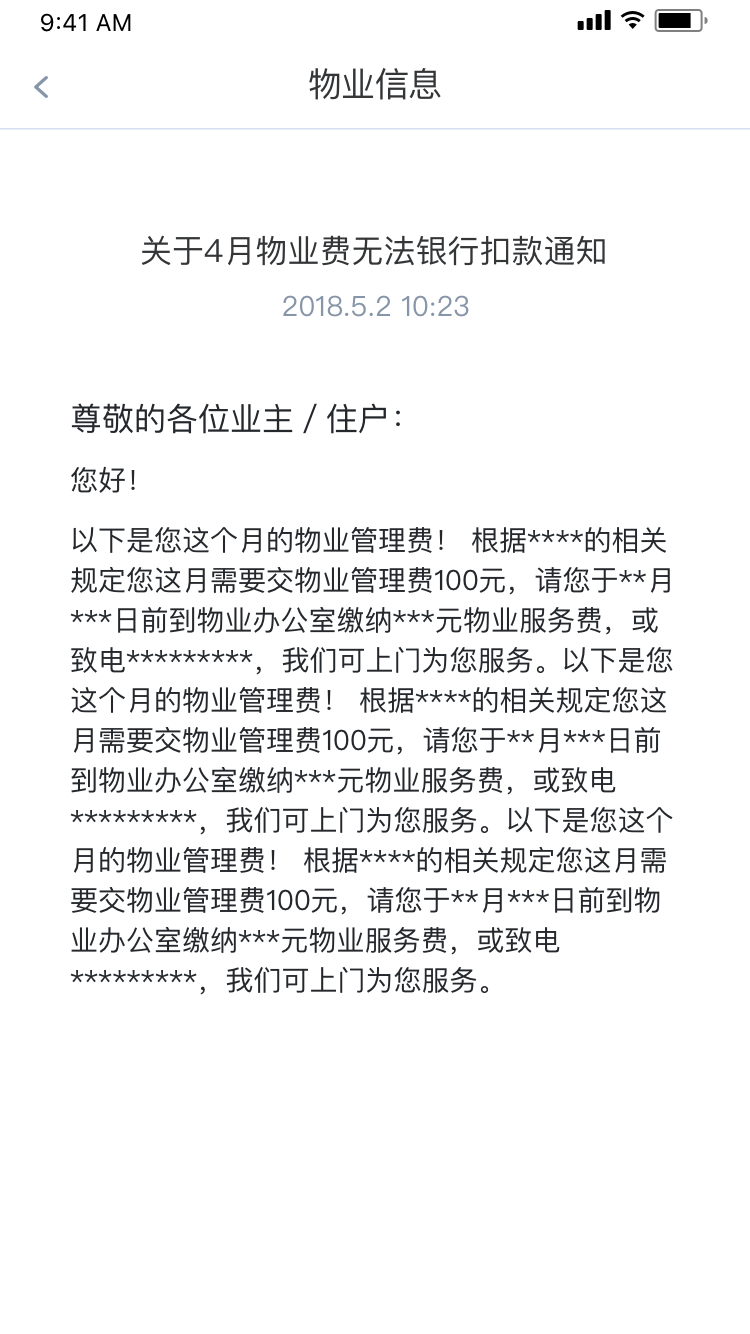 9:41 AM
物业信息
关于4月物业费无法银行扣款通知
2018.5.2 10:23
尊敬的各位业主 / 住户：
您好！
以下是您这个月的物业管理费！ 根据****的相关
规定您这月需要交物业管理费100元，请您于**月
***日前到物业办公室缴纳***元物业服务费，或
致电*********，我们可上门为您服务。以下是您
这个月的物业管理费！ 根据****的相关规定您这
月需要交物业管理费100元，请您于**月***日前
到物业办公室缴纳***元物业服务费，或致电
*********，我们可上门为您服务。以下是您这个
月的物业管理费！ 根据****的相关规定您这月需
要交物业管理费100元，请您于**月***日前到物
业办公室缴纳***元物业服务费，或致电
*********，我们可上门为您服务。